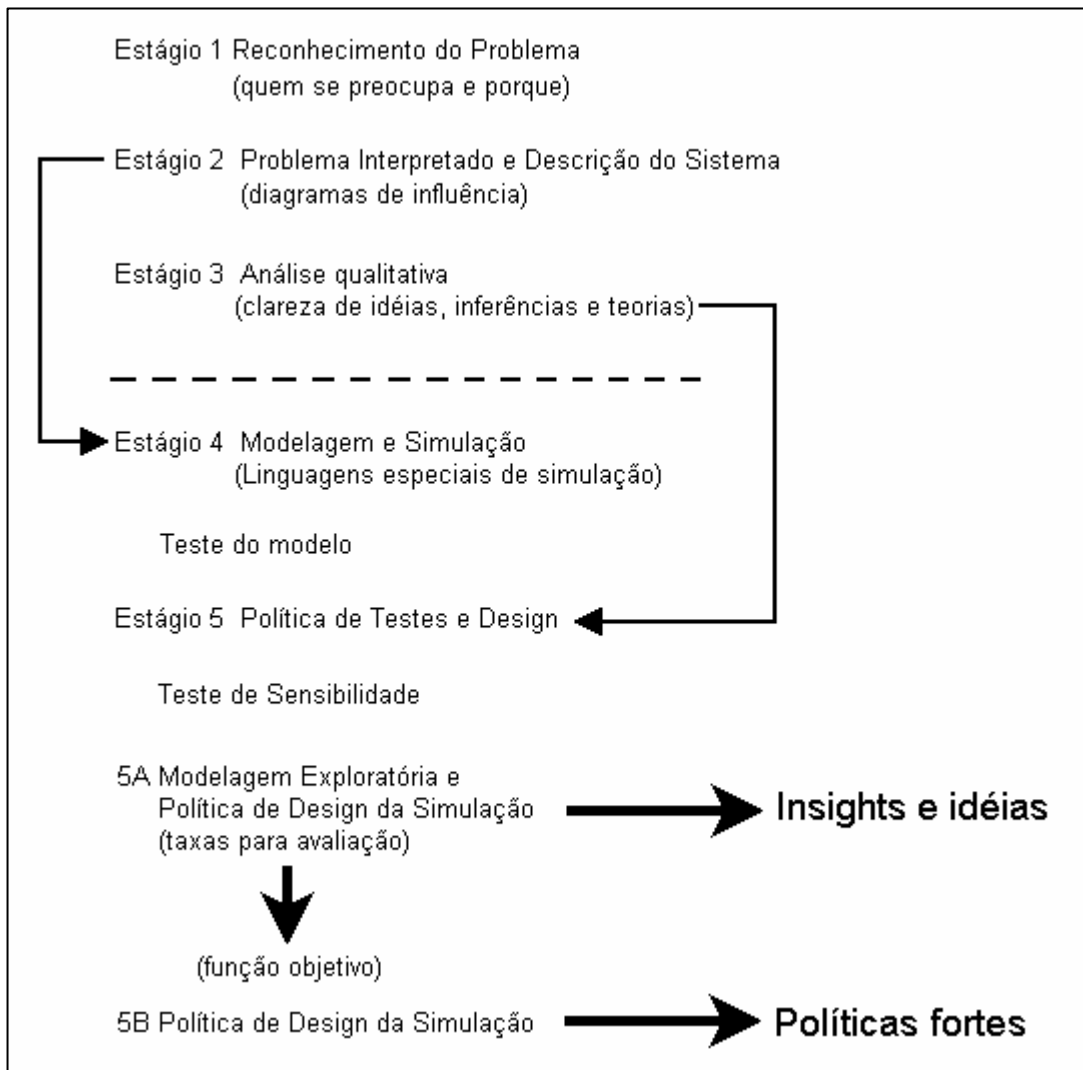 Estágio 1 Reconhecimento do Problema
(quem se preocupa e porque)
Estágio 2 Problema Interpretado e Descrição do Sistema
(diagramas de influência)
Estágio 3 Análise qualitativa
(clareza de idéias, inferências e teorias)
Estágio 4 Modelagem e Simulação
(Linguagens especiais de simulação)
Teste do modelo
Estágio 5 Política de Testes e Design
Teste de Sensibilidade
5A Modelagem Exploratória e
Política de Design da Simulação
(taxas para avaliação)
Insights e idéias
(função objetivo)
5B Política de Design da Simulação
Políticas fortes